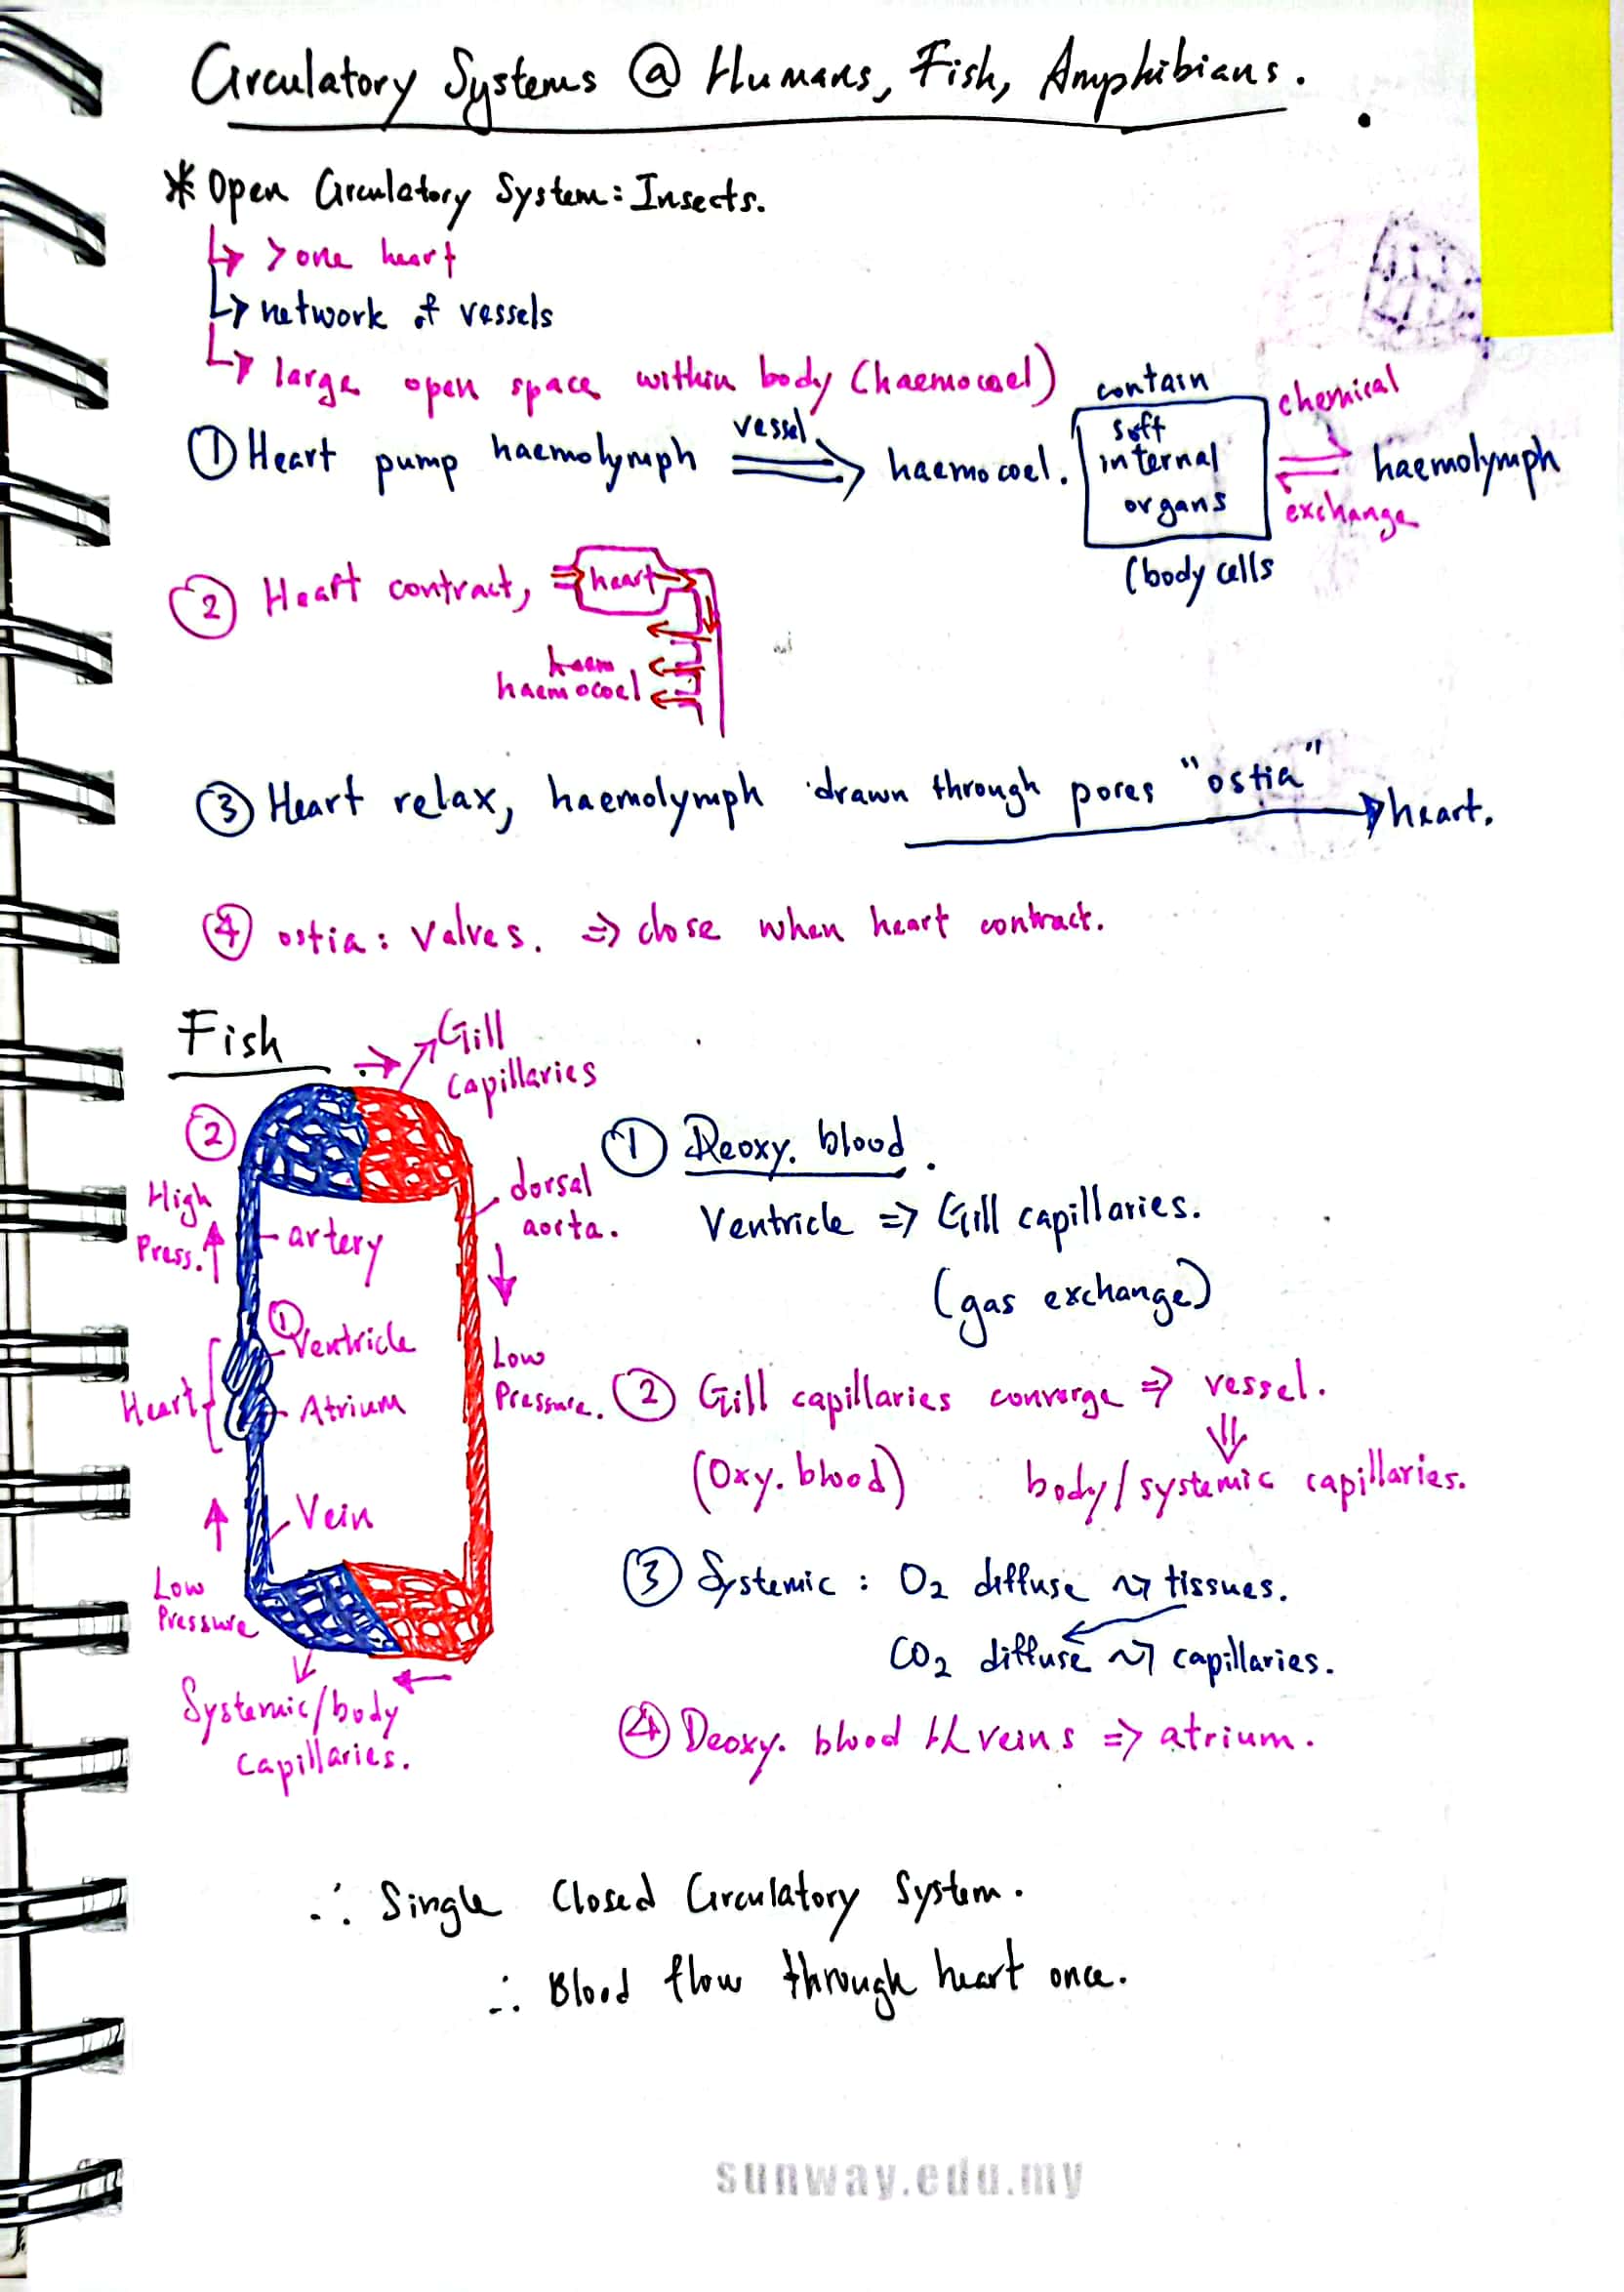 Circulatory Systems @ Humans, Fish, Amphibians.
* Open Circulatory System: Insects.
↳ > one heart
↳ network of vessels
↳ large open space within body (haemocoel)
① Heart pump haemolymph vessel ⇒ haemocoel.
contain
soft internal organs
(body cells
chemical
⇌ haemolymph
exchange
② Heart contract, ⇒ heart →
haem
haemocoel
③ Heart relax, haemolymph drawn through pores "ostia" → heart.
④ ostia: valves. ⇒ close when heart contract.
Fish
→ Gill
capillaries
②
High
Press. ↑
artery
dorsal
aorta.
↓
① Ventricle
Heart {
Atrium
Low
Pressure.
↑
Vein
Low
Pressure
Systemic/body
capillaries.
←
① Deoxy. blood.
Ventricle ⇒ Gill capillaries.
(gas exchange)
② Gill capillaries converge ⇒ vessel.
(Oxy. blood) ⇓
body/systemic capillaries.
③ Systemic: O2 diffuse ⇝ tissues.
CO2 diffuse ⇝ capillaries.
④ Deoxy. blood veins ⇒ atrium.
∴ Single Closed Circulatory System.
∴ Blood flow through heart once.
sunway.edu.my